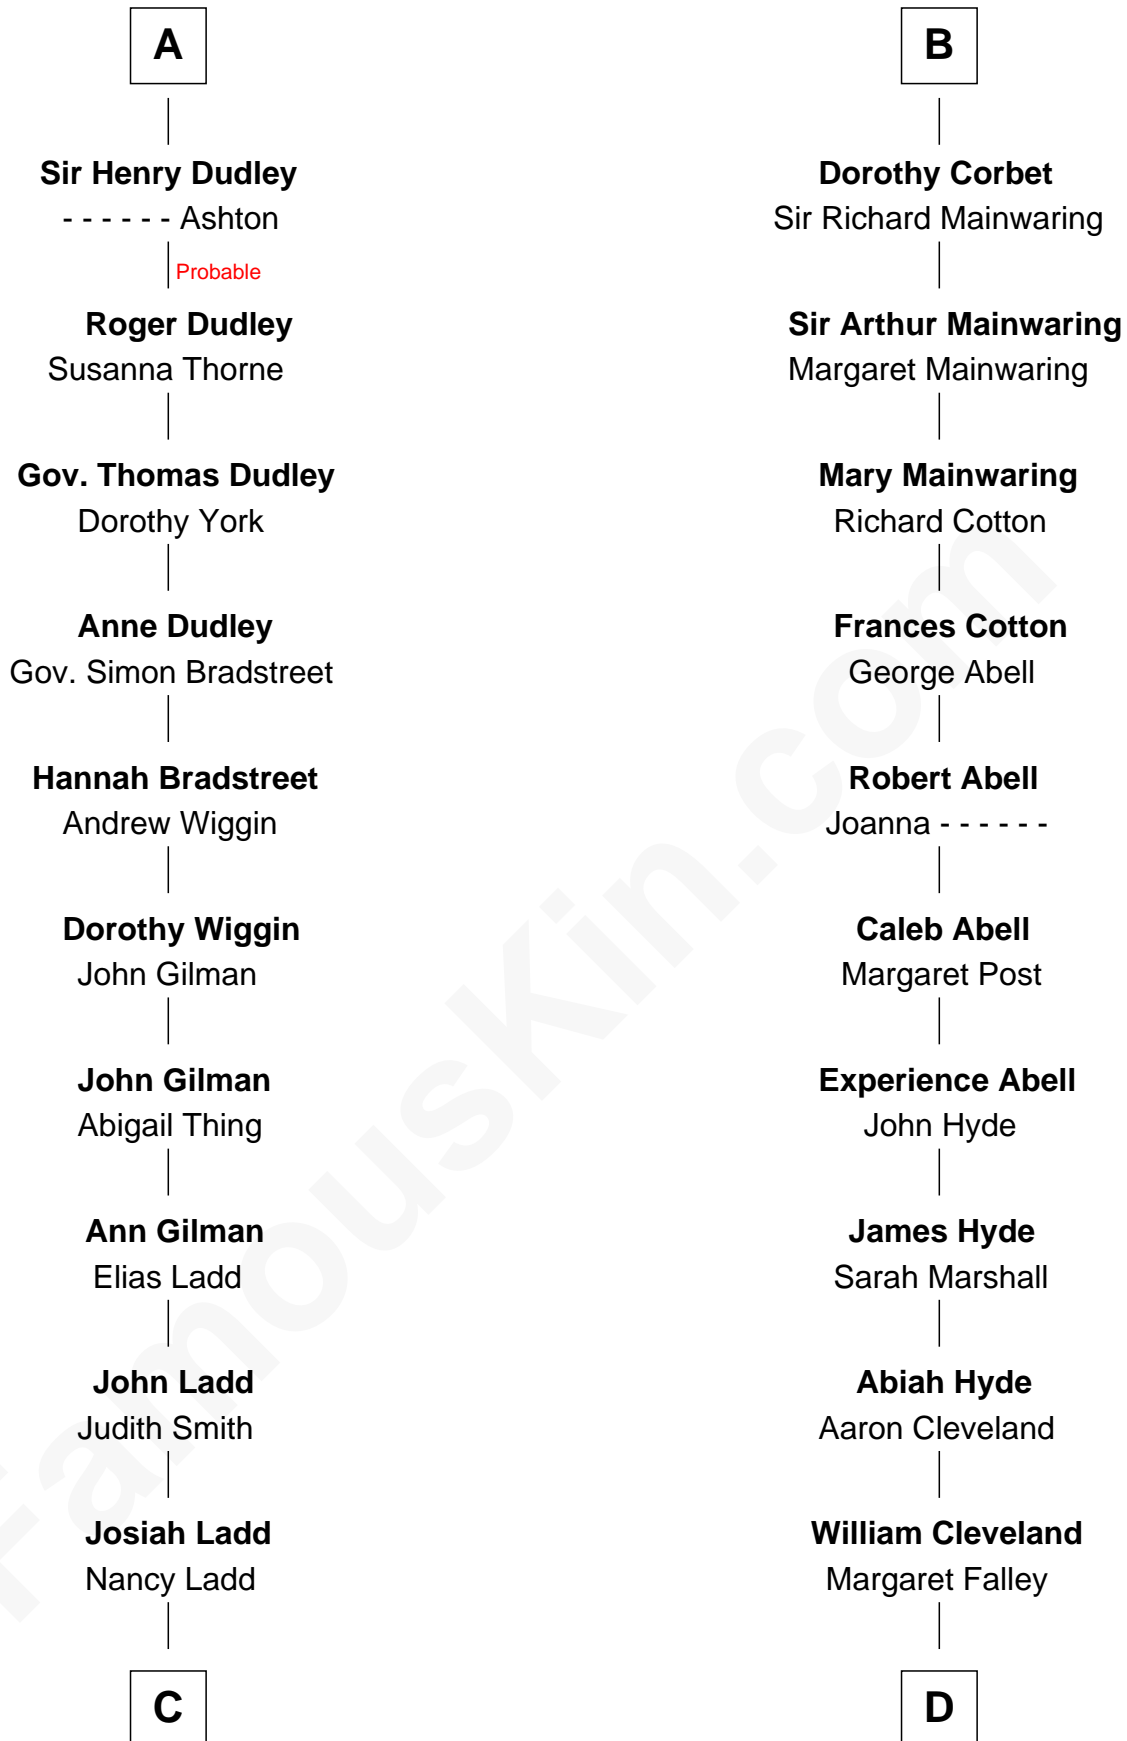 A
Sir Henry Dudley
- - - - - - Ashton
Probable
Roger Dudley
Susanna Thorne
Gov. Thomas Dudley
Dorothy York
Anne Dudley
Gov. Simon Bradstreet
Hannah Bradstreet
Andrew Wiggin
Dorothy Wiggin
John Gilman
John Gilman
Abigail Thing
Ann Gilman
Elias Ladd
John Ladd
Judith Smith
Josiah Ladd
Nancy Ladd
C
B
Dorothy Corbet
Sir Richard Mainwaring
Sir Arthur Mainwaring
Margaret Mainwaring
Mary Mainwaring
Richard Cotton
Frances Cotton
George Abell
Robert Abell
Joanna - - - - - -
Caleb Abell
Margaret Post
Experience Abell
John Hyde
James Hyde
Sarah Marshall
Abiah Hyde
Aaron Cleveland
William Cleveland
Margaret Falley
D
FamousKin.com